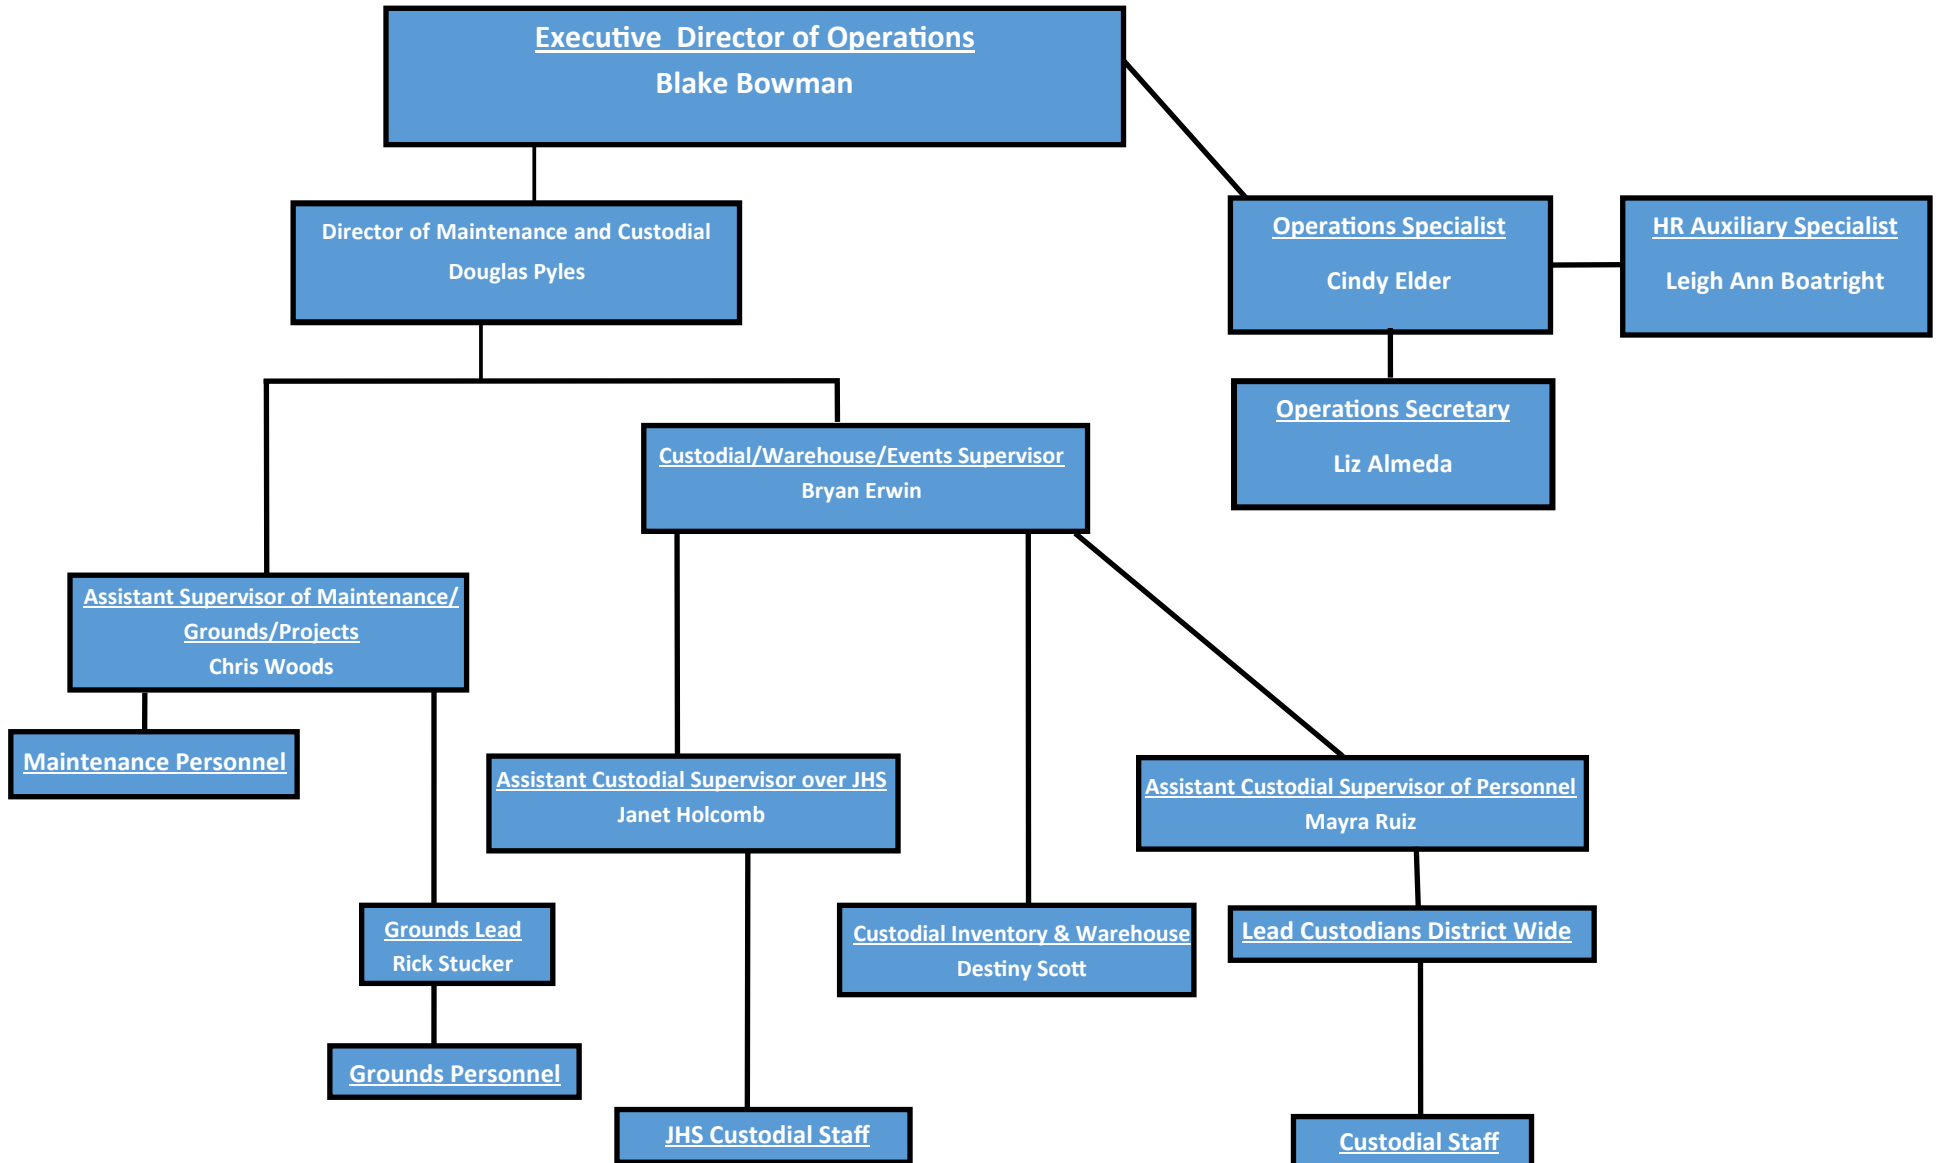 Executive  Director of Operations
Blake Bowman
Director of Maintenance and Custodial
Douglas Pyles
Operations Specialist
Cindy Elder
HR Auxiliary Specialist
Leigh Ann Boatright
Operations Secretary
Liz Almeda
Custodial/Warehouse/Events Supervisor
Bryan Erwin
Assistant Supervisor of Maintenance/
Grounds/Projects
Chris Woods
Maintenance Personnel
Assistant Custodial Supervisor over JHS
Janet Holcomb
Assistant Custodial Supervisor of Personnel
Mayra Ruiz
Grounds Lead
Rick Stucker
Custodial Inventory & Warehouse
Destiny Scott
Lead Custodians District Wide
Grounds Personnel
JHS Custodial Staff
Custodial Staff